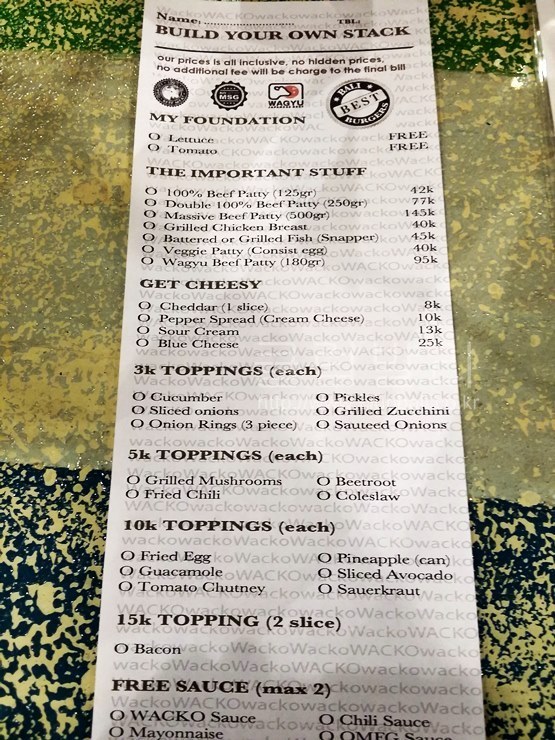 Name: ............................ TBL:
BUILD YOUR OWN STACK
our prices is all inclusive, no hidden prices,
no additional fee will be charge to the final bill
MSG
WAGYU
BALI
BEST
BURGERS
MY FOUNDATION
O Lettuce FREE
O Tomato FREE
THE IMPORTANT STUFF
O 100% Beef Patty (125gr) 42k
O Double 100% Beef Patty (250gr) 77k
O Massive Beef Patty (500gr) 145k
O Grilled Chicken Breast 40k
O Battered or Grilled Fish (Snapper) 45k
O Veggie Patty (Consist egg) 40k
O Wagyu Beef Patty (180gr) 95k
GET CHEESY
O Cheddar (1 slice) 8k
O Pepper Spread (Cream Cheese) 10k
O Sour Cream 13k
O Blue Cheese 25k
3k TOPPINGS (each)
O Cucumber O Pickles
O Sliced onions O Grilled Zucchini
O Onion Rings (3 piece) O Sauteed Onions
5k TOPPINGS (each)
O Grilled Mushrooms O Beetroot
O Fried Chili O Coleslaw
10k TOPPINGS (each)
O Fried Egg O Pineapple (can)
O Guacamole O Sliced Avocado
O Tomato Chutney O Sauerkraut
15k TOPPING (2 slice)
O Bacon
FREE SAUCE (max 2)
O WACKO Sauce O Chili Sauce
O Mayonnaise O OMFG Sauce